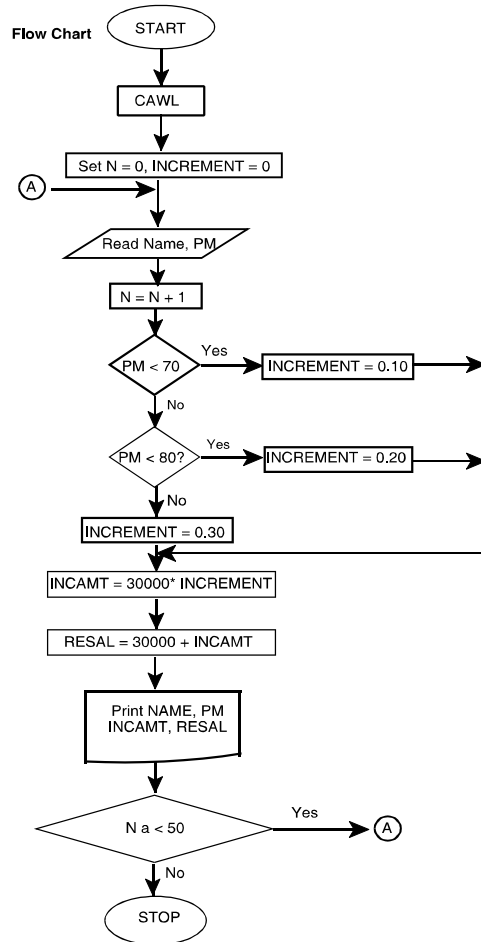 Flow Chart
START
CAWL
Set N = 0, INCREMENT = 0
A
Read Name, PM
N = N + 1
PM < 70
Yes
INCREMENT = 0.10
No
PM < 80?
Yes
INCREMENT = 0.20
No
INCREMENT = 0.30
INCAMT = 30000* INCREMENT
RESAL = 30000 + INCAMT
Print NAME, PM
INCAMT, RESAL
N a < 50
Yes
A
No
STOP